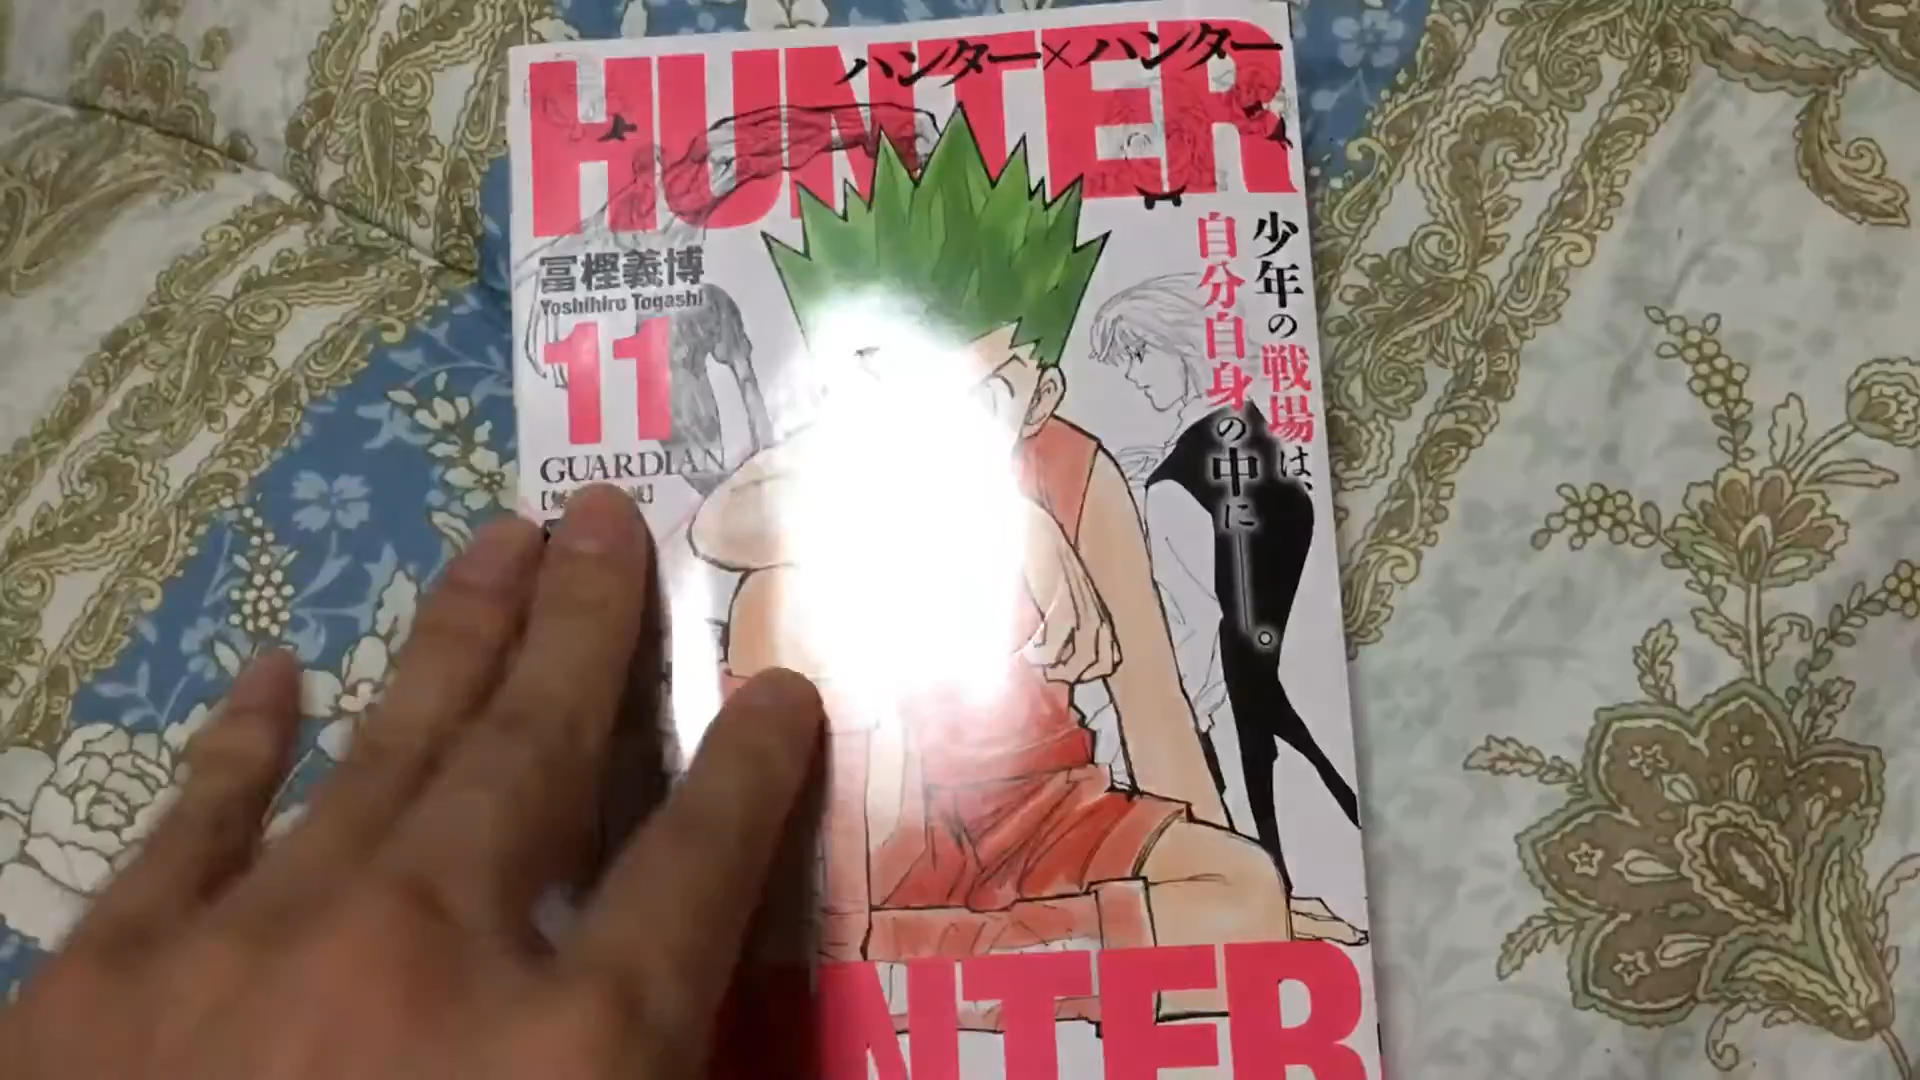 ハンター×ハンター
HUNTER
冨樫義博
Yoshihiro Togashi
11
GUARDIAN
少年の戦場は、
自分自身の中に――。
NTER